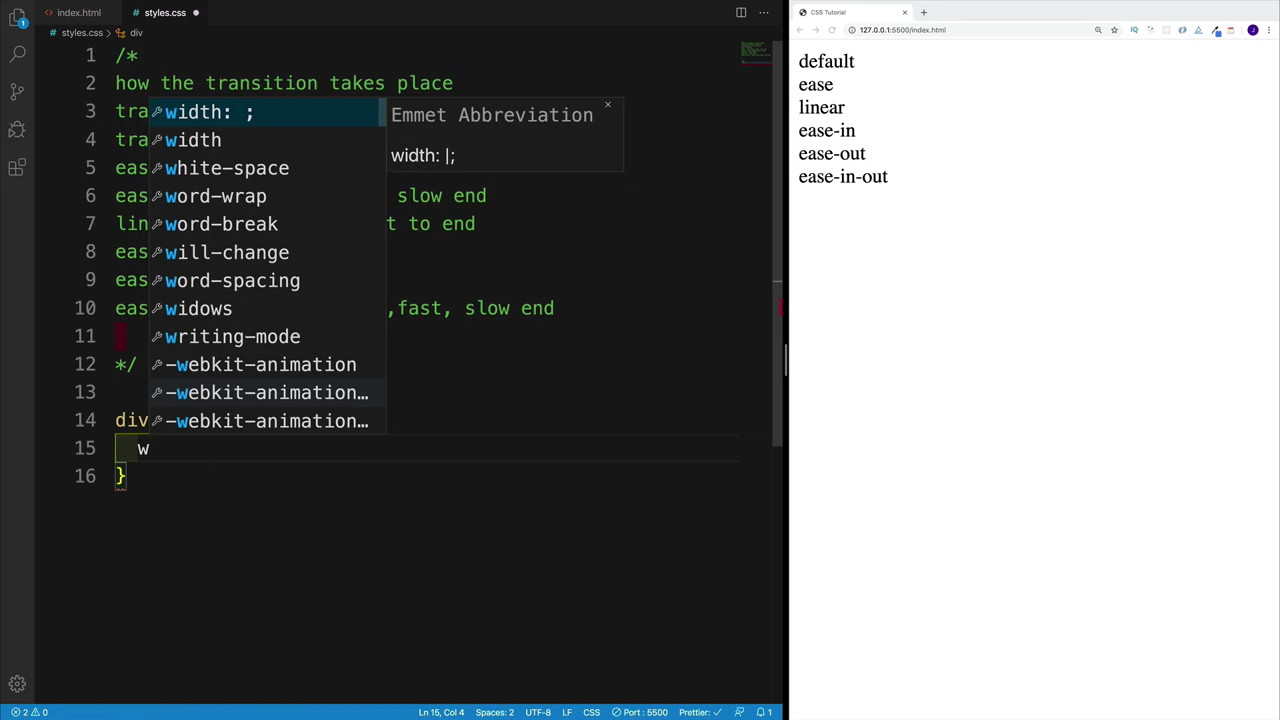 index.html
styles.css
CSS Tutorial
127.0.0.1:5500/index.html
styles.css > div
1 /*
2 how the transition takes place
3 tra
4 tra
5 eas
6 eas slow end
7 lin t to end
8 eas
9 eas
10 eas ,fast, slow end
11
12 */
13
14 div
15 w
16 }
width: ;
width
white-space
word-wrap
word-break
will-change
word-spacing
widows
writing-mode
-webkit-animation
-webkit-animation…
-webkit-animation…
Emmet Abbreviation
width: |;
default
ease
linear
ease-in
ease-out
ease-in-out
1
IQ
J
2 0 Ln 15, Col 4 Spaces: 2 UTF-8 LF CSS Port : 5500 Prettier: ✓ 1